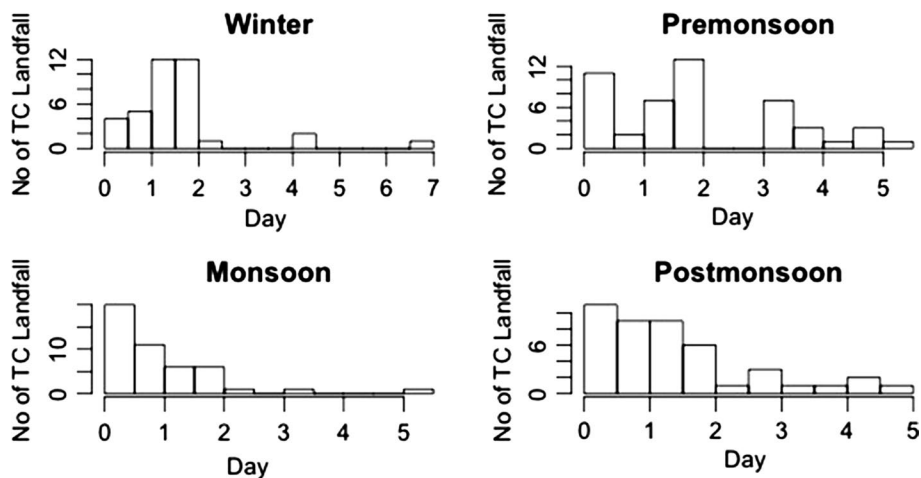 Winter
No of TC Landfall
12
6
0
0 1 2 3 4 5 6 7
Day
Premonsoon
No of TC Landfall
12
6
0
0 1 2 3 4 5
Day
Monsoon
No of TC Landfall
10
0
0 1 2 3 4 5
Day
Postmonsoon
No of TC Landfall
6
0
0 1 2 3 4 5
Day